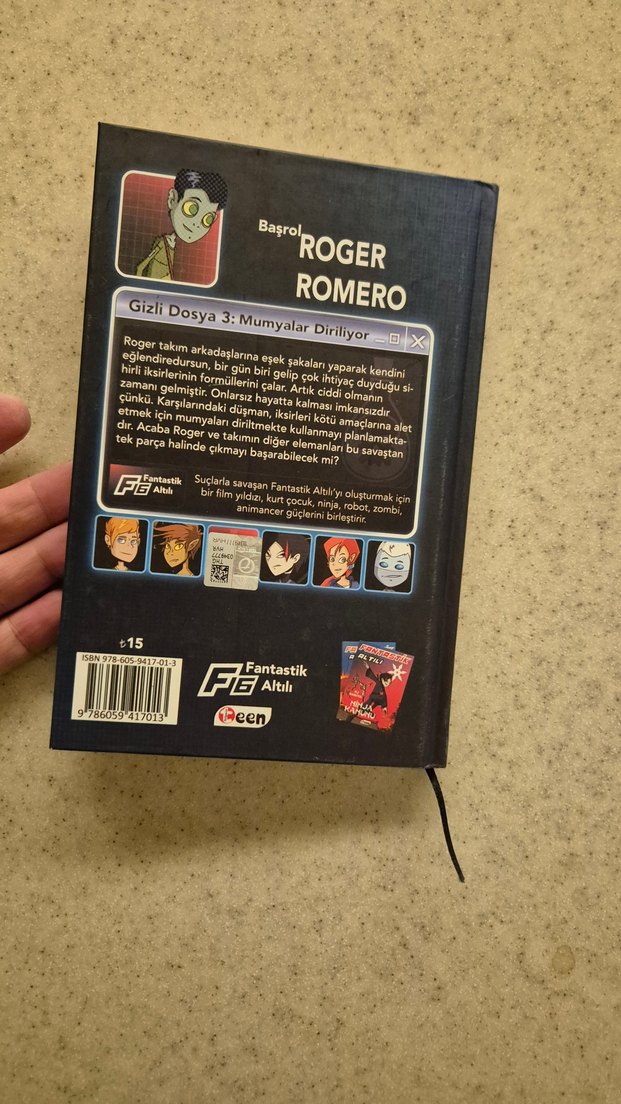 Başrol
ROGER
ROMERO
Gizli Dosya 3: Mumyalar Diriliyor
Roger takım arkadaşlarına eşek şakaları yaparak kendini
eğlendiredursun, bir gün biri gelip çok ihtiyaç duyduğu si-
hirli iksirlerinin formüllerini çalar. Artık ciddi olmanın
zamanı gelmiştir. Onlarsız hayatta kalması imkansızdır
çünkü. Karşılarındaki düşman, iksirleri kötü amaçlarına alet
etmek için mumyaları diriltmekte kullanmayı planlamakta-
dır. Acaba Roger ve takımın diğer elemanları bu savaştan
tek parça halinde çıkmayı başarabilecek mi?
F6 Fantastik
Altılı
Suçlarla savaşan Fantastik Altılı'yı oluşturmak için
bir film yıldızı, kurt çocuk, ninja, robot, zombi,
animancer güçlerini birleştirir.
₺15
ISBN 978-605-9417-01-3
9 786059 417013
F6 Fantastik
Altılı
teen
FANTASTİK
ALTILI
NINJA
KANUNU